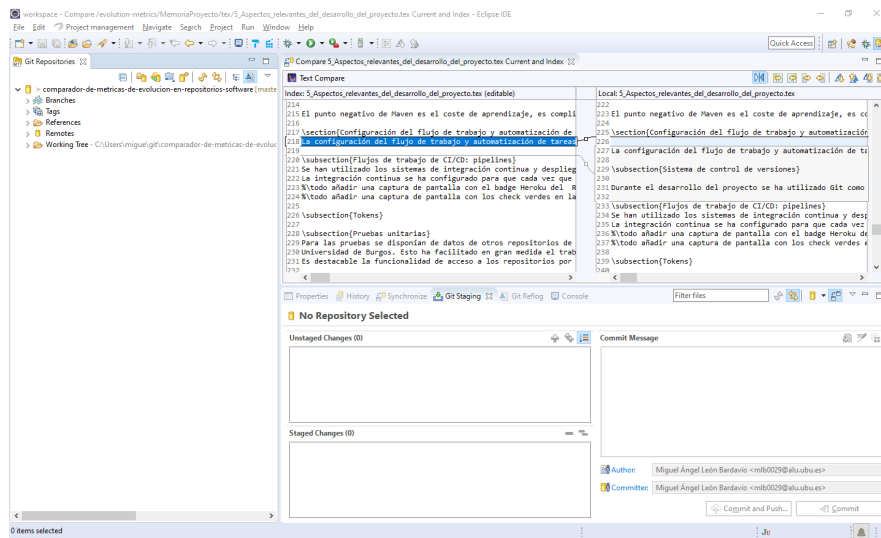 workspace - Compare /evolution-metrics/MemoriaProyecto/tex/5_Aspectos_relevantes_del_desarrollo_del_proyecto.tex Current and Index - Eclipse IDE
File Edit Project management Navigate Search Project Run Window Help
Quick Access
Git Repositories
Compare 5_Aspectos_relevantes_del_desarrollo_del_proyecto.tex Current and Index
> comparador-de-metricas-de-evolucion-en-repositorios-software [maste
Branches
Tags
References
Remotes
Working Tree - C:\Users\migue\git\comparador-de-metricas-de-evoluc
Text Compare
Index: 5_Aspectos_relevantes_del_desarrollo_del_proyecto.tex (editable)
214
215 El punto negativo de Maven es el coste de aprendizaje, es compli
216
217 \section{Configuración del flujo de trabajo y automatización de
218 La configuración del flujo de trabajo y automatización de tareas
219
220 \subsection{Flujos de trabajo de CI/CD: pipelines}
221 Se han utilizado los sistemas de integración continua y desplieg
222 La integración continua se ha configurado para que cada vez que
223 %\todo añadir una captura de pantalla con el badge Heroku del R
224 %\todo añadir una captura de pantalla con los check verdes en la
225
226 \subsection{Tokens}
227
228 \subsection{Pruebas unitarias}
229 Para las pruebas se disponían de datos de otros repositorios de
230 Universidad de Burgos. Esto ha facilitado en gran medida el trab
231 Es destacable la funcionalidad de acceso a los repositorios por
232
Local: 5_Aspectos_relevantes_del_desarrollo_del_proyecto.tex
222
223 El punto negativo de Maven es el coste de aprendizaje, es co
224
225 \section{Configuración del flujo de trabajo y automatización
226
227 La configuración del flujo de trabajo y automatización de ta
228
229 \subsection{Sistema de control de versiones}
230
231 Durante el desarrollo del proyecto se ha utilizado Git como
232
233 \subsection{Flujos de trabajo de CI/CD: pipelines}
234 Se han utilizado los sistemas de integración continua y desp
235 La integración continua se ha configurado para que cada vez
236 %\todo añadir una captura de pantalla con el badge Heroku de
237 %\todo añadir una captura de pantalla con los check verdes e
238
239 \subsection{Tokens}
240
Properties History Synchronize Git Staging Git Reflog Console
Filter files
No Repository Selected
Unstaged Changes (0)
Staged Changes (0)
Commit Message
Author: Miguel Ángel León Bardavío <mlb0029@alu.ubu.es>
Committer: Miguel Ángel León Bardavío <mlb0029@alu.ubu.es>
Commit and Push... Commit
0 items selected
Ju